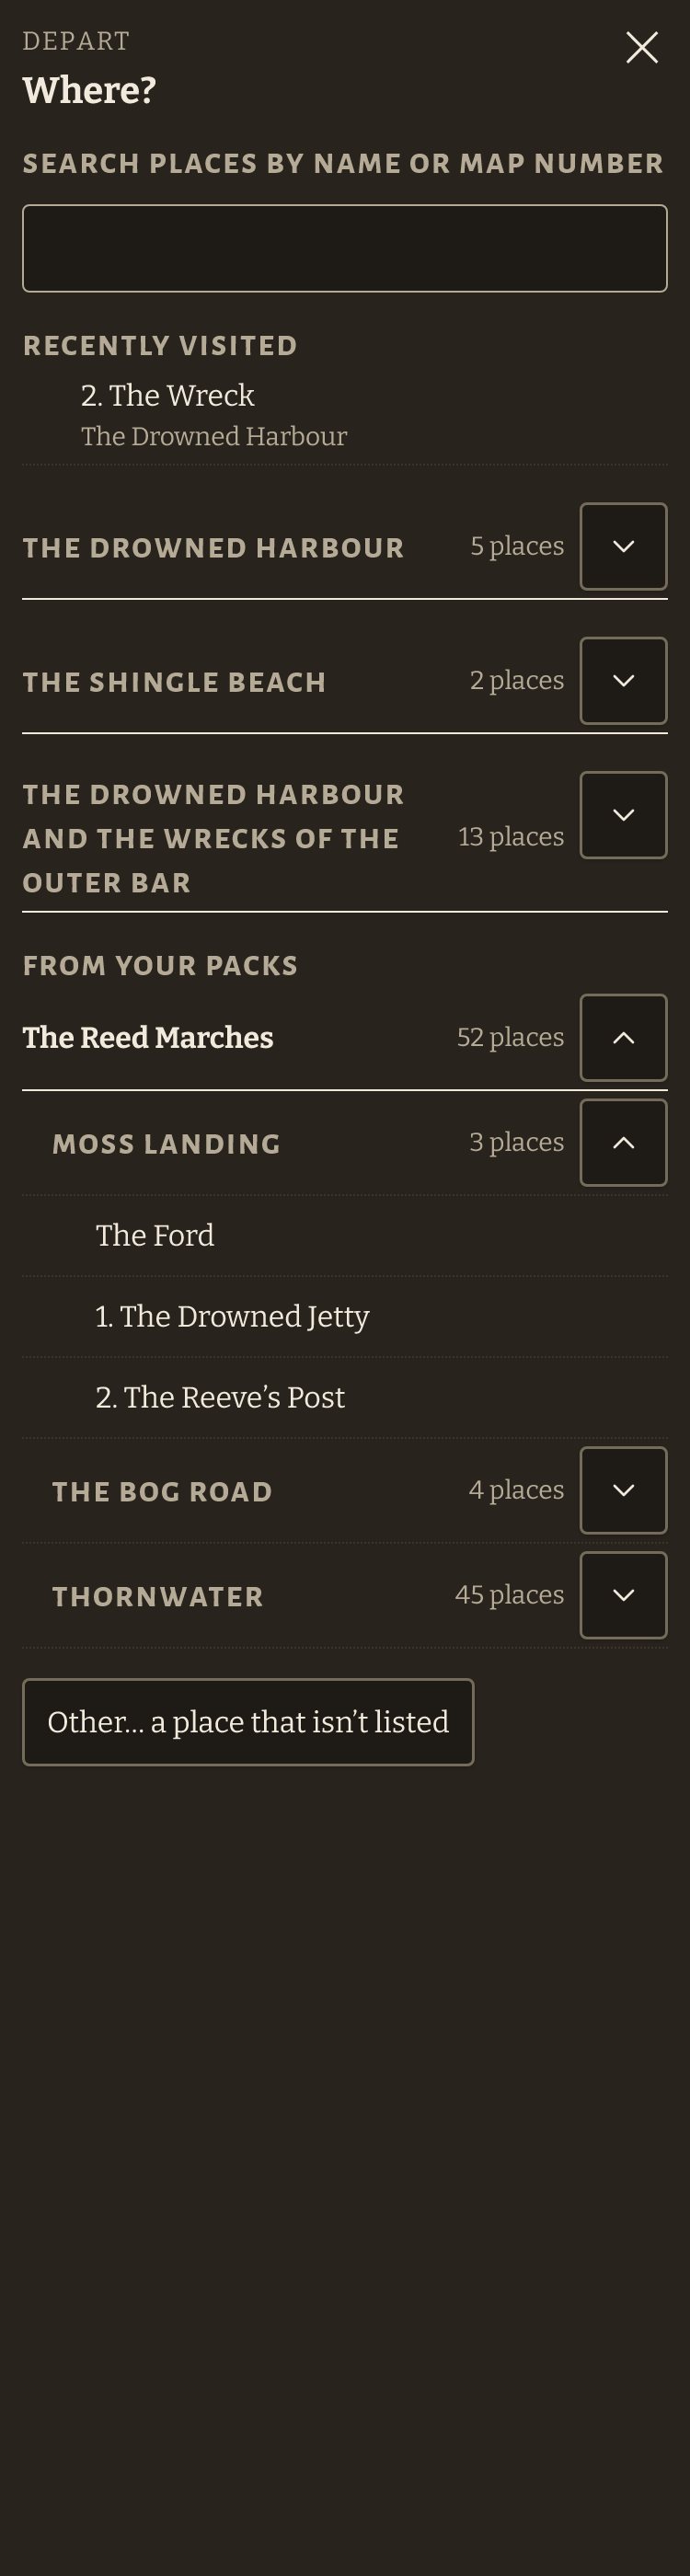 DEPART
Where?
SEARCH PLACES BY NAME OR MAP NUMBER
RECENTLY VISITED
2. The Wreck
The Drowned Harbour
THE DROWNED HARBOUR 5 places
THE SHINGLE BEACH 2 places
THE DROWNED HARBOUR
AND THE WRECKS OF THE 13 places
OUTER BAR
FROM YOUR PACKS
The Reed Marches 52 places
MOSS LANDING 3 places
The Ford
1. The Drowned Jetty
2. The Reeve’s Post
THE BOG ROAD 4 places
THORNWATER 45 places
Other… a place that isn’t listed